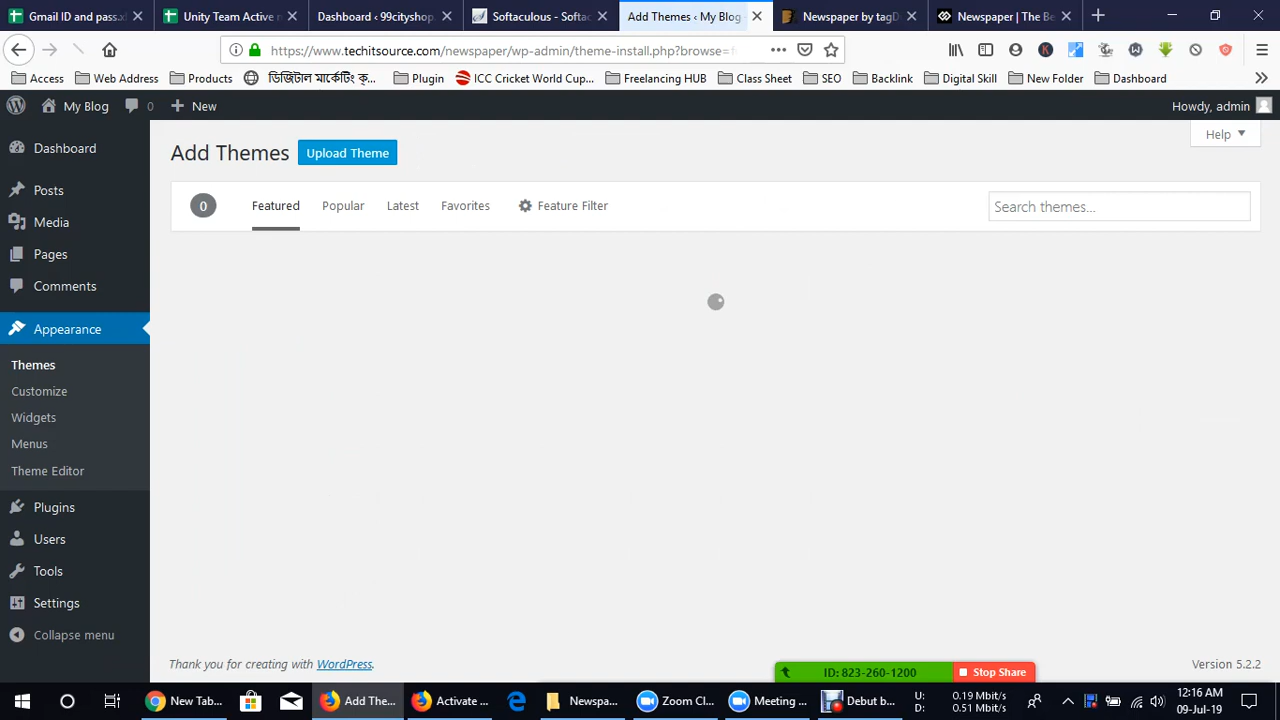 Gmail ID and pass.x
Unity Team Active m
Dashboard ‹ 99cityshop.
Softaculous - Softac
Add Themes ‹ My Blog
Newspaper by tagD
Newspaper | The Be
https://www.techitsource.com/newspaper/wp-admin/theme-install.php?browse=f
Access
Web Address
Products
ডিজিটাল মার্কেটিং কৃ...
Plugin
ICC Cricket World Cup...
Freelancing HUB
Class Sheet
SEO
Backlink
Digital Skill
New Folder
Dashboard
My Blog
0
New
Howdy, admin
Dashboard
Posts
Media
Pages
Comments
Appearance
Themes
Customize
Widgets
Menus
Theme Editor
Plugins
Users
Tools
Settings
Collapse menu
Help
Add Themes
Upload Theme
0
Featured
Popular
Latest
Favorites
Feature Filter
Search themes...
Thank you for creating with WordPress.
Version 5.2.2
ID: 823-260-1200
Stop Share
New Tab...
Add The...
Activate ...
Newspa...
Zoom Cl...
Meeting ...
Debut b...
U: 0.19 Mbit/s
D: 0.51 Mbit/s
12:16 AM
09-Jul-19